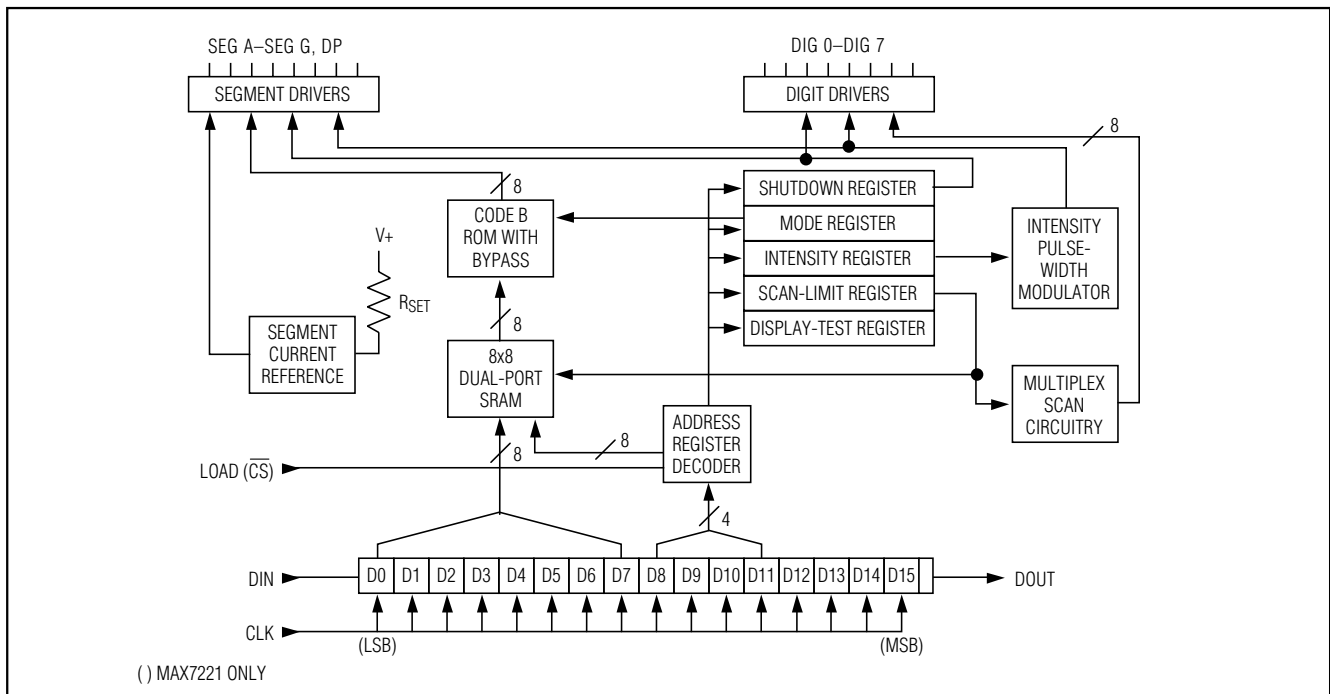 SEG A–SEG G, DP
DIG 0–DIG 7
SEGMENT DRIVERS
DIGIT DRIVERS
8
8
SHUTDOWN REGISTER
MODE REGISTER
INTENSITY REGISTER
SCAN-LIMIT REGISTER
DISPLAY-TEST REGISTER
CODE B
ROM WITH
BYPASS
INTENSITY
PULSE-
WIDTH
MODULATOR
V+
RSET
8
SEGMENT
CURRENT
REFERENCE
8x8
DUAL-PORT
SRAM
MULTIPLEX
SCAN
CIRCUITRY
ADDRESS
REGISTER
DECODER
8
8
LOAD (C̅S̅)
4
DIN
D0 D1 D2 D3 D4 D5 D6 D7 D8 D9 D10 D11 D12 D13 D14 D15
DOUT
CLK
(LSB)
(MSB)
( ) MAX7221 ONLY